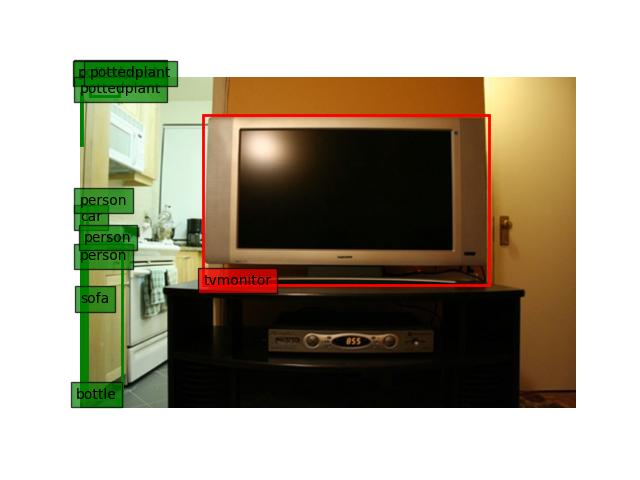 pottedplant
pottedplant
person
car
person
person
tvmonitor
sofa
855
bottle